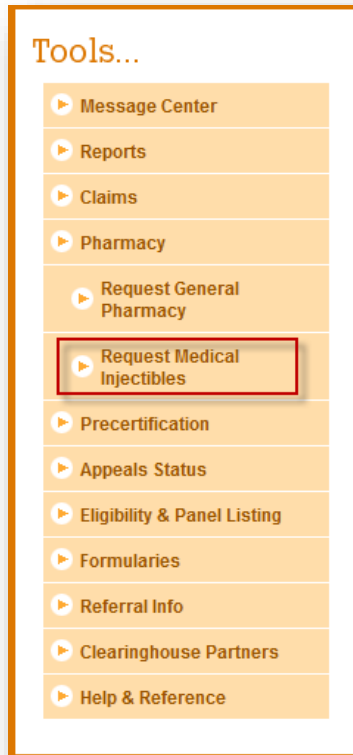 Tools...
Message Center
Reports
Claims
Pharmacy
Request General
Pharmacy
Request Medical
Injectibles
Precertification
Appeals Status
Eligibility & Panel Listing
Formularies
Referral Info
Clearinghouse Partners
Help & Reference